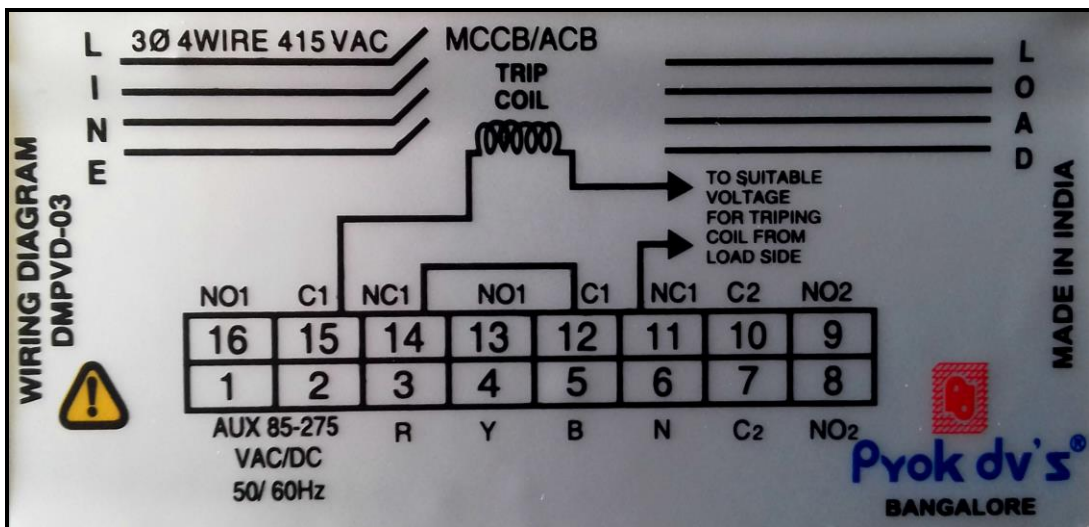 WIRING DIAGRAM
DMPVD-03
LINE
3Ø 4WIRE 415 VAC
MCCB/ACB
TRIP
COIL
LOAD
TO SUITABLE
VOLTAGE
FOR TRIPING
COIL FROM
LOAD SIDE
MADE IN INDIA
NO1 C1 NC1 NO1 C1 NC1 C2 NO2
16 15 14 13 12 11 10 9
1 2 3 4 5 6 7 8
AUX 85-275
VAC/DC
50/ 60Hz
R Y B N C2 NO2
Pyok dv's®
BANGALORE